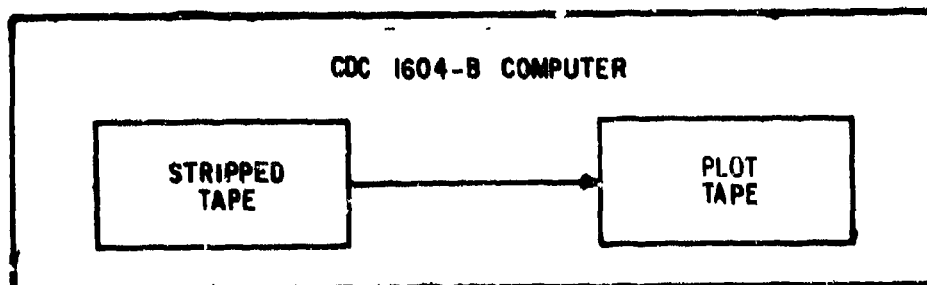 CDC 1604-B COMPUTER
STRIPPED
TAPE
PLOT
TAPE